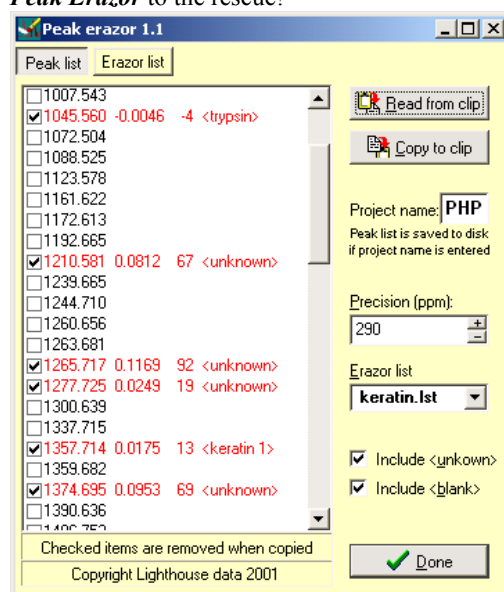 Peak Erazor to the rescue!
Peak erazor 1.1
Peak list Erazor list
1007.543
1045.560 -0.0046 -4 <trypsin>
1072.504
1088.525
1123.578
1161.622
1172.613
1192.665
1210.581 0.0812 67 <unknown>
1239.665
1244.710
1260.656
1263.681
1265.717 0.1169 92 <unknown>
1277.725 0.0249 19 <unknown>
1300.639
1337.715
1357.714 0.0175 13 <keratin 1>
1359.682
1374.695 0.0953 69 <unknown>
1390.636
Checked items are removed when copied
Copyright Lighthouse data 2001
Read from clip
Copy to clip
Project name: PHP
Peak list is saved to disk
if project name is entered
Precision (ppm):
290
Erazor list
keratin.lst
Include <unkown>
Include <blank>
Done